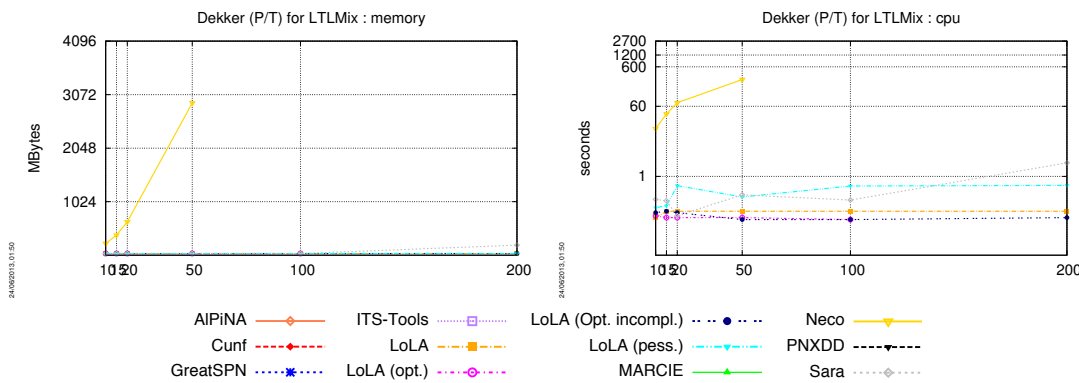 Dekker (P/T) for LTLMix : memory
4096
3072
2048
1024
MBytes
10 15 20 50 100 200
24/06/2013, 01:50
Dekker (P/T) for LTLMix : cpu
2700
1200
600
60
1
seconds
10 15 20 50 100 200
24/06/2013, 01:50
AlPiNA ITS-Tools LoLA (Opt. incompl.) Neco
Cunf LoLA LoLA (pess.) PNXDD
GreatSPN LoLA (opt.) MARCIE Sara